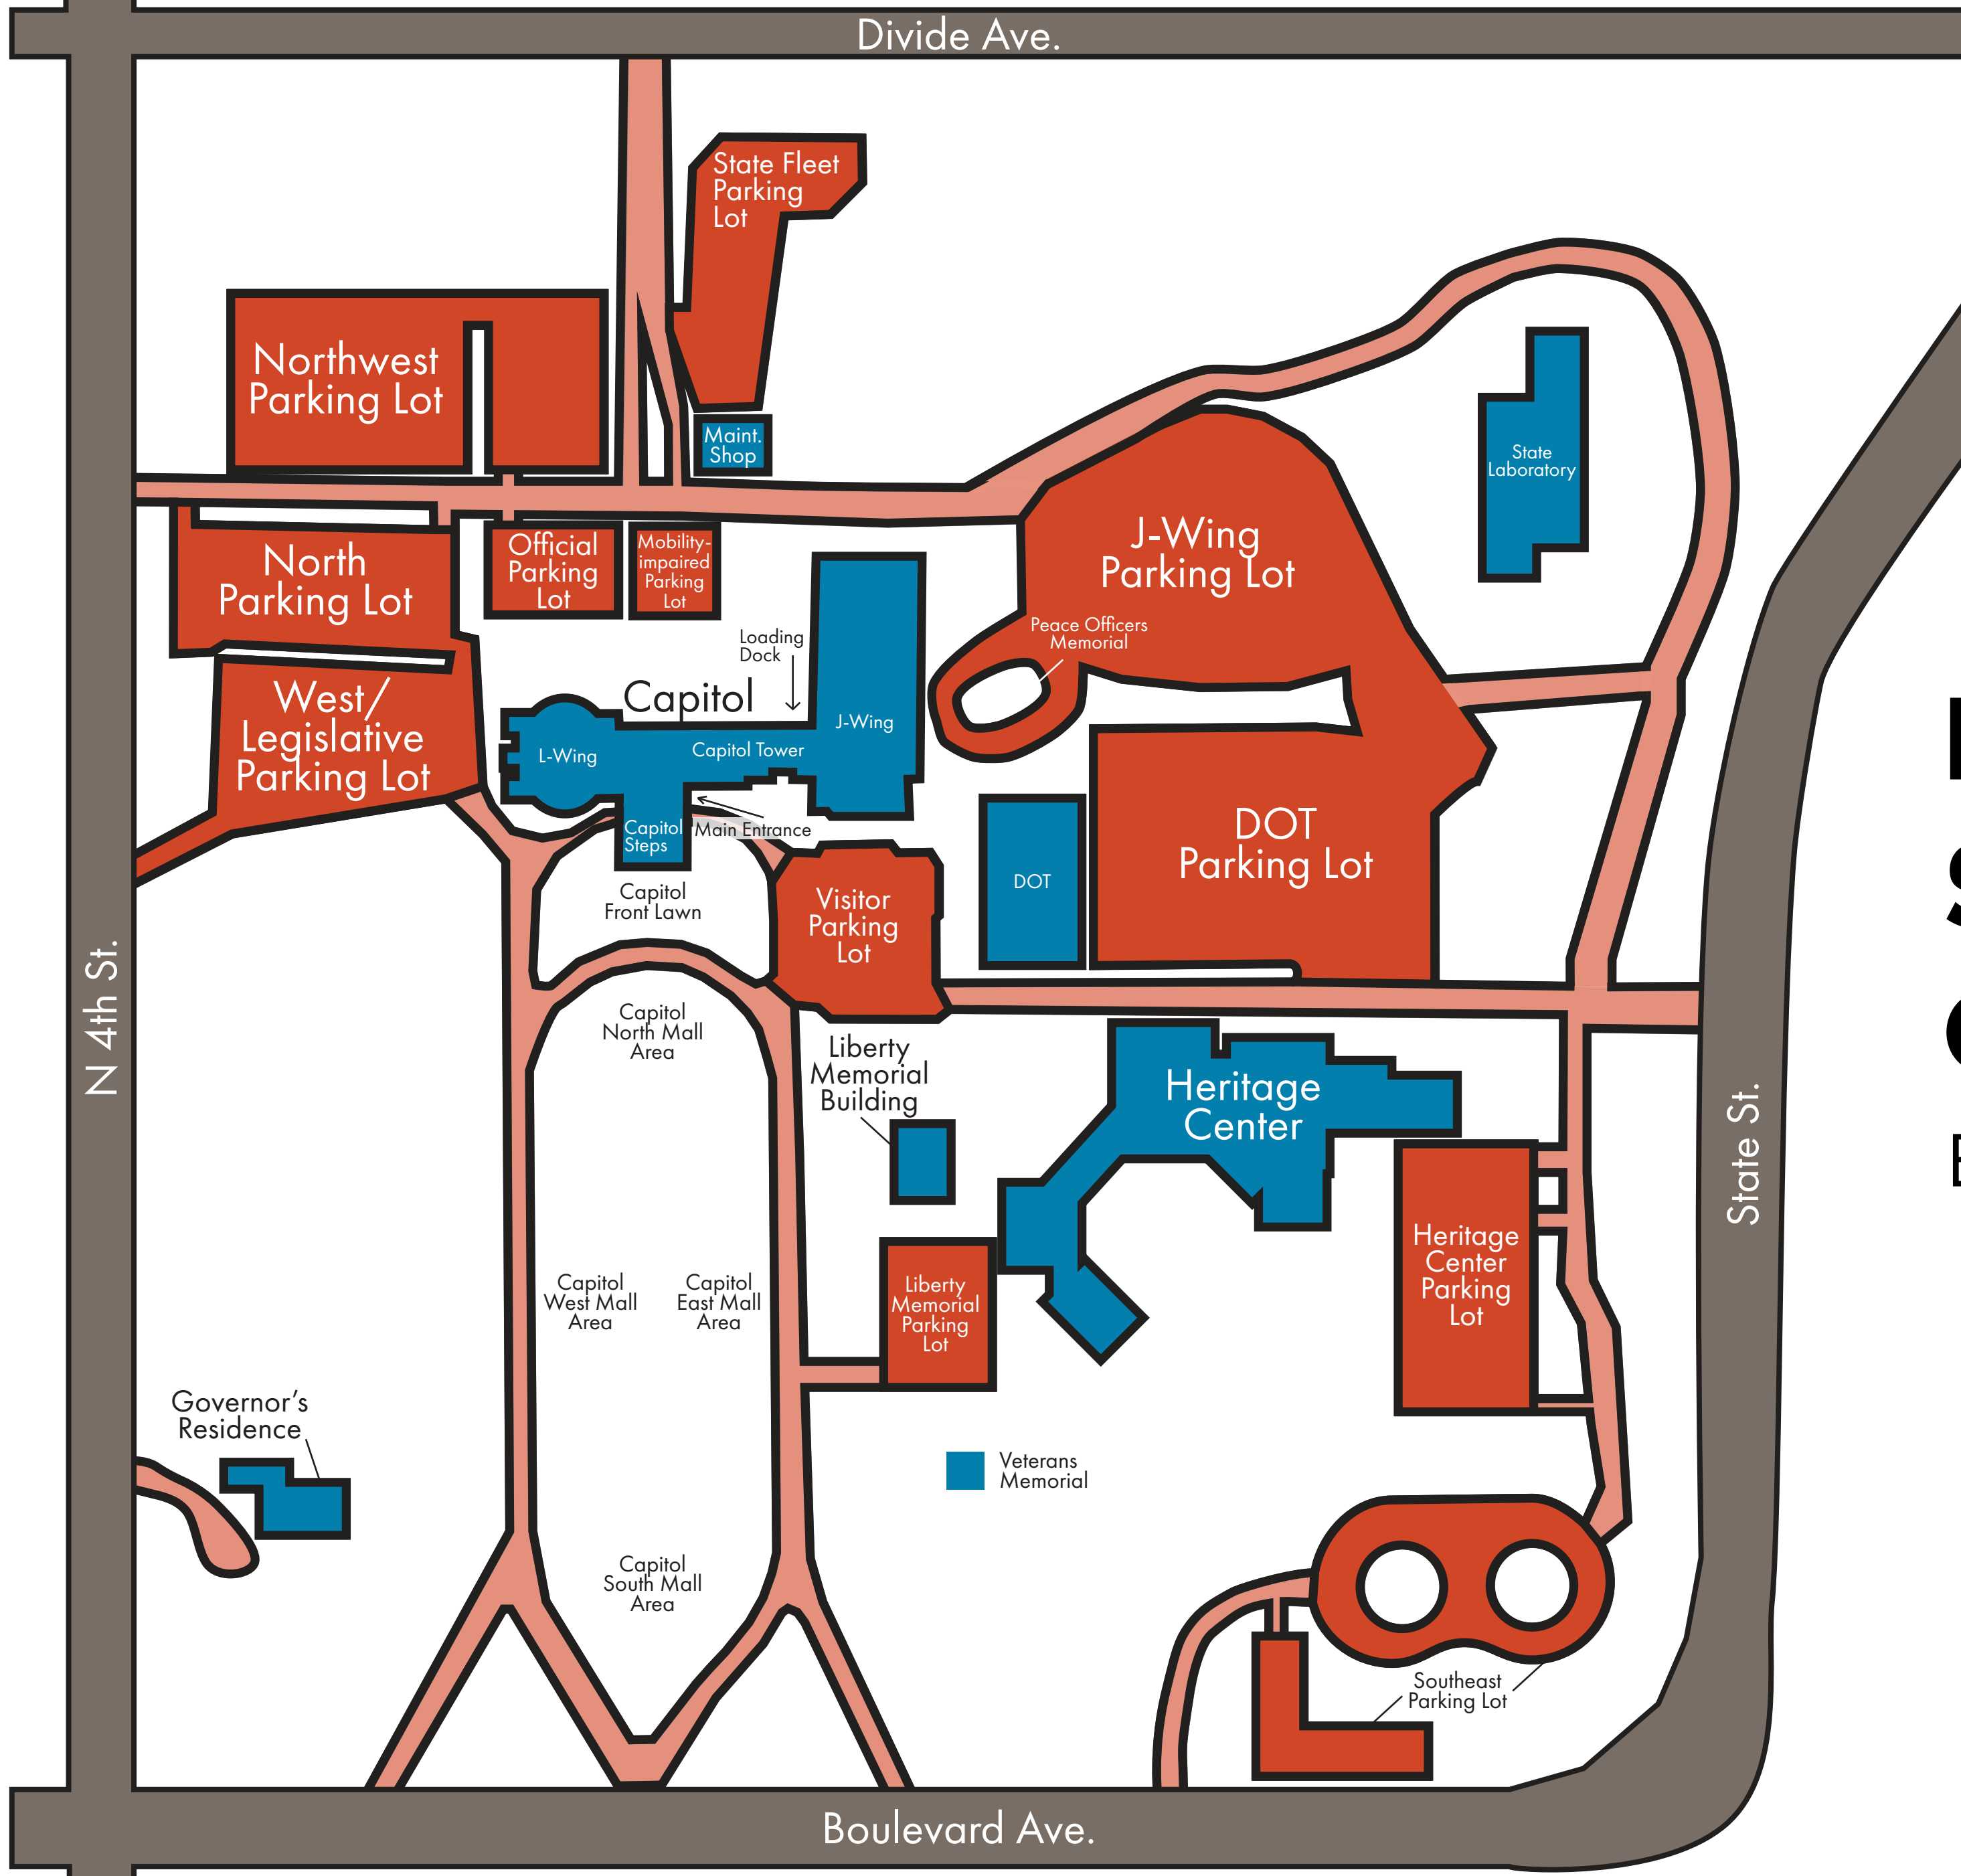 Divide Ave.
State Fleet
Parking
Lot
Northwest
Parking Lot
Maint.
Shop
State
Laboratory
North
Parking Lot
Official
Parking
Lot
Mobility-
impaired
Parking
Lot
J-Wing
Parking Lot
Peace Officers
Memorial
Loading
Dock
West/
Legislative
Parking Lot
Capitol
L-Wing
Capitol Tower
J-Wing
Capitol
Steps
Main Entrance
DOT
Parking Lot
DOT
Capitol
Front Lawn
Visitor
Parking
Lot
N 4th St.
Capitol
North Mall
Area
Liberty
Memorial
Building
Heritage
Center
State St.
Heritage
Center
Parking
Lot
Capitol
West Mall
Area
Capitol
East Mall
Area
Liberty
Memorial
Parking
Lot
Governor's
Residence
Veterans
Memorial
Capitol
South Mall
Area
Southeast
Parking Lot
Boulevard Ave.